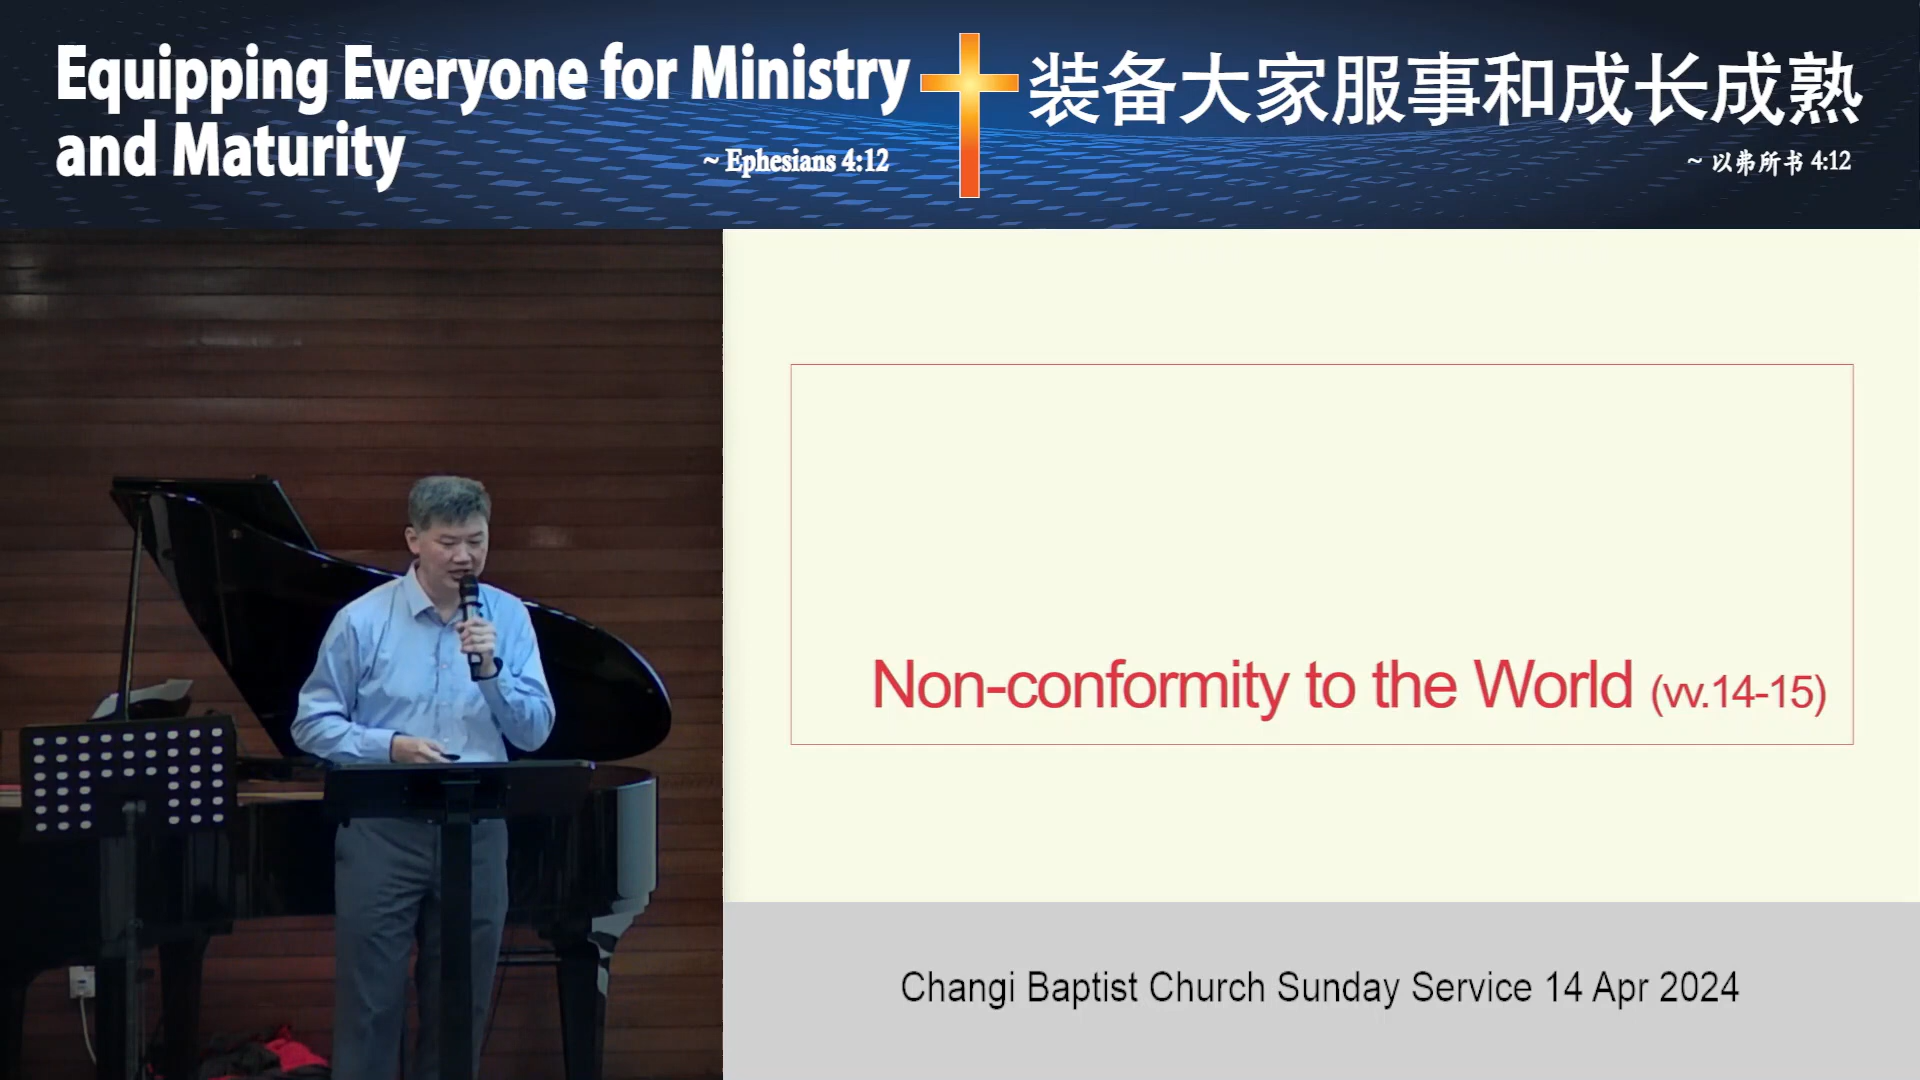 Equipping Everyone for Ministry
and Maturity
~ Ephesians 4:12
装备大家服事和成长成熟
~ 以弗所书 4:12
Non-conformity to the World (vv.14-15)
Changi Baptist Church Sunday Service 14 Apr 2024